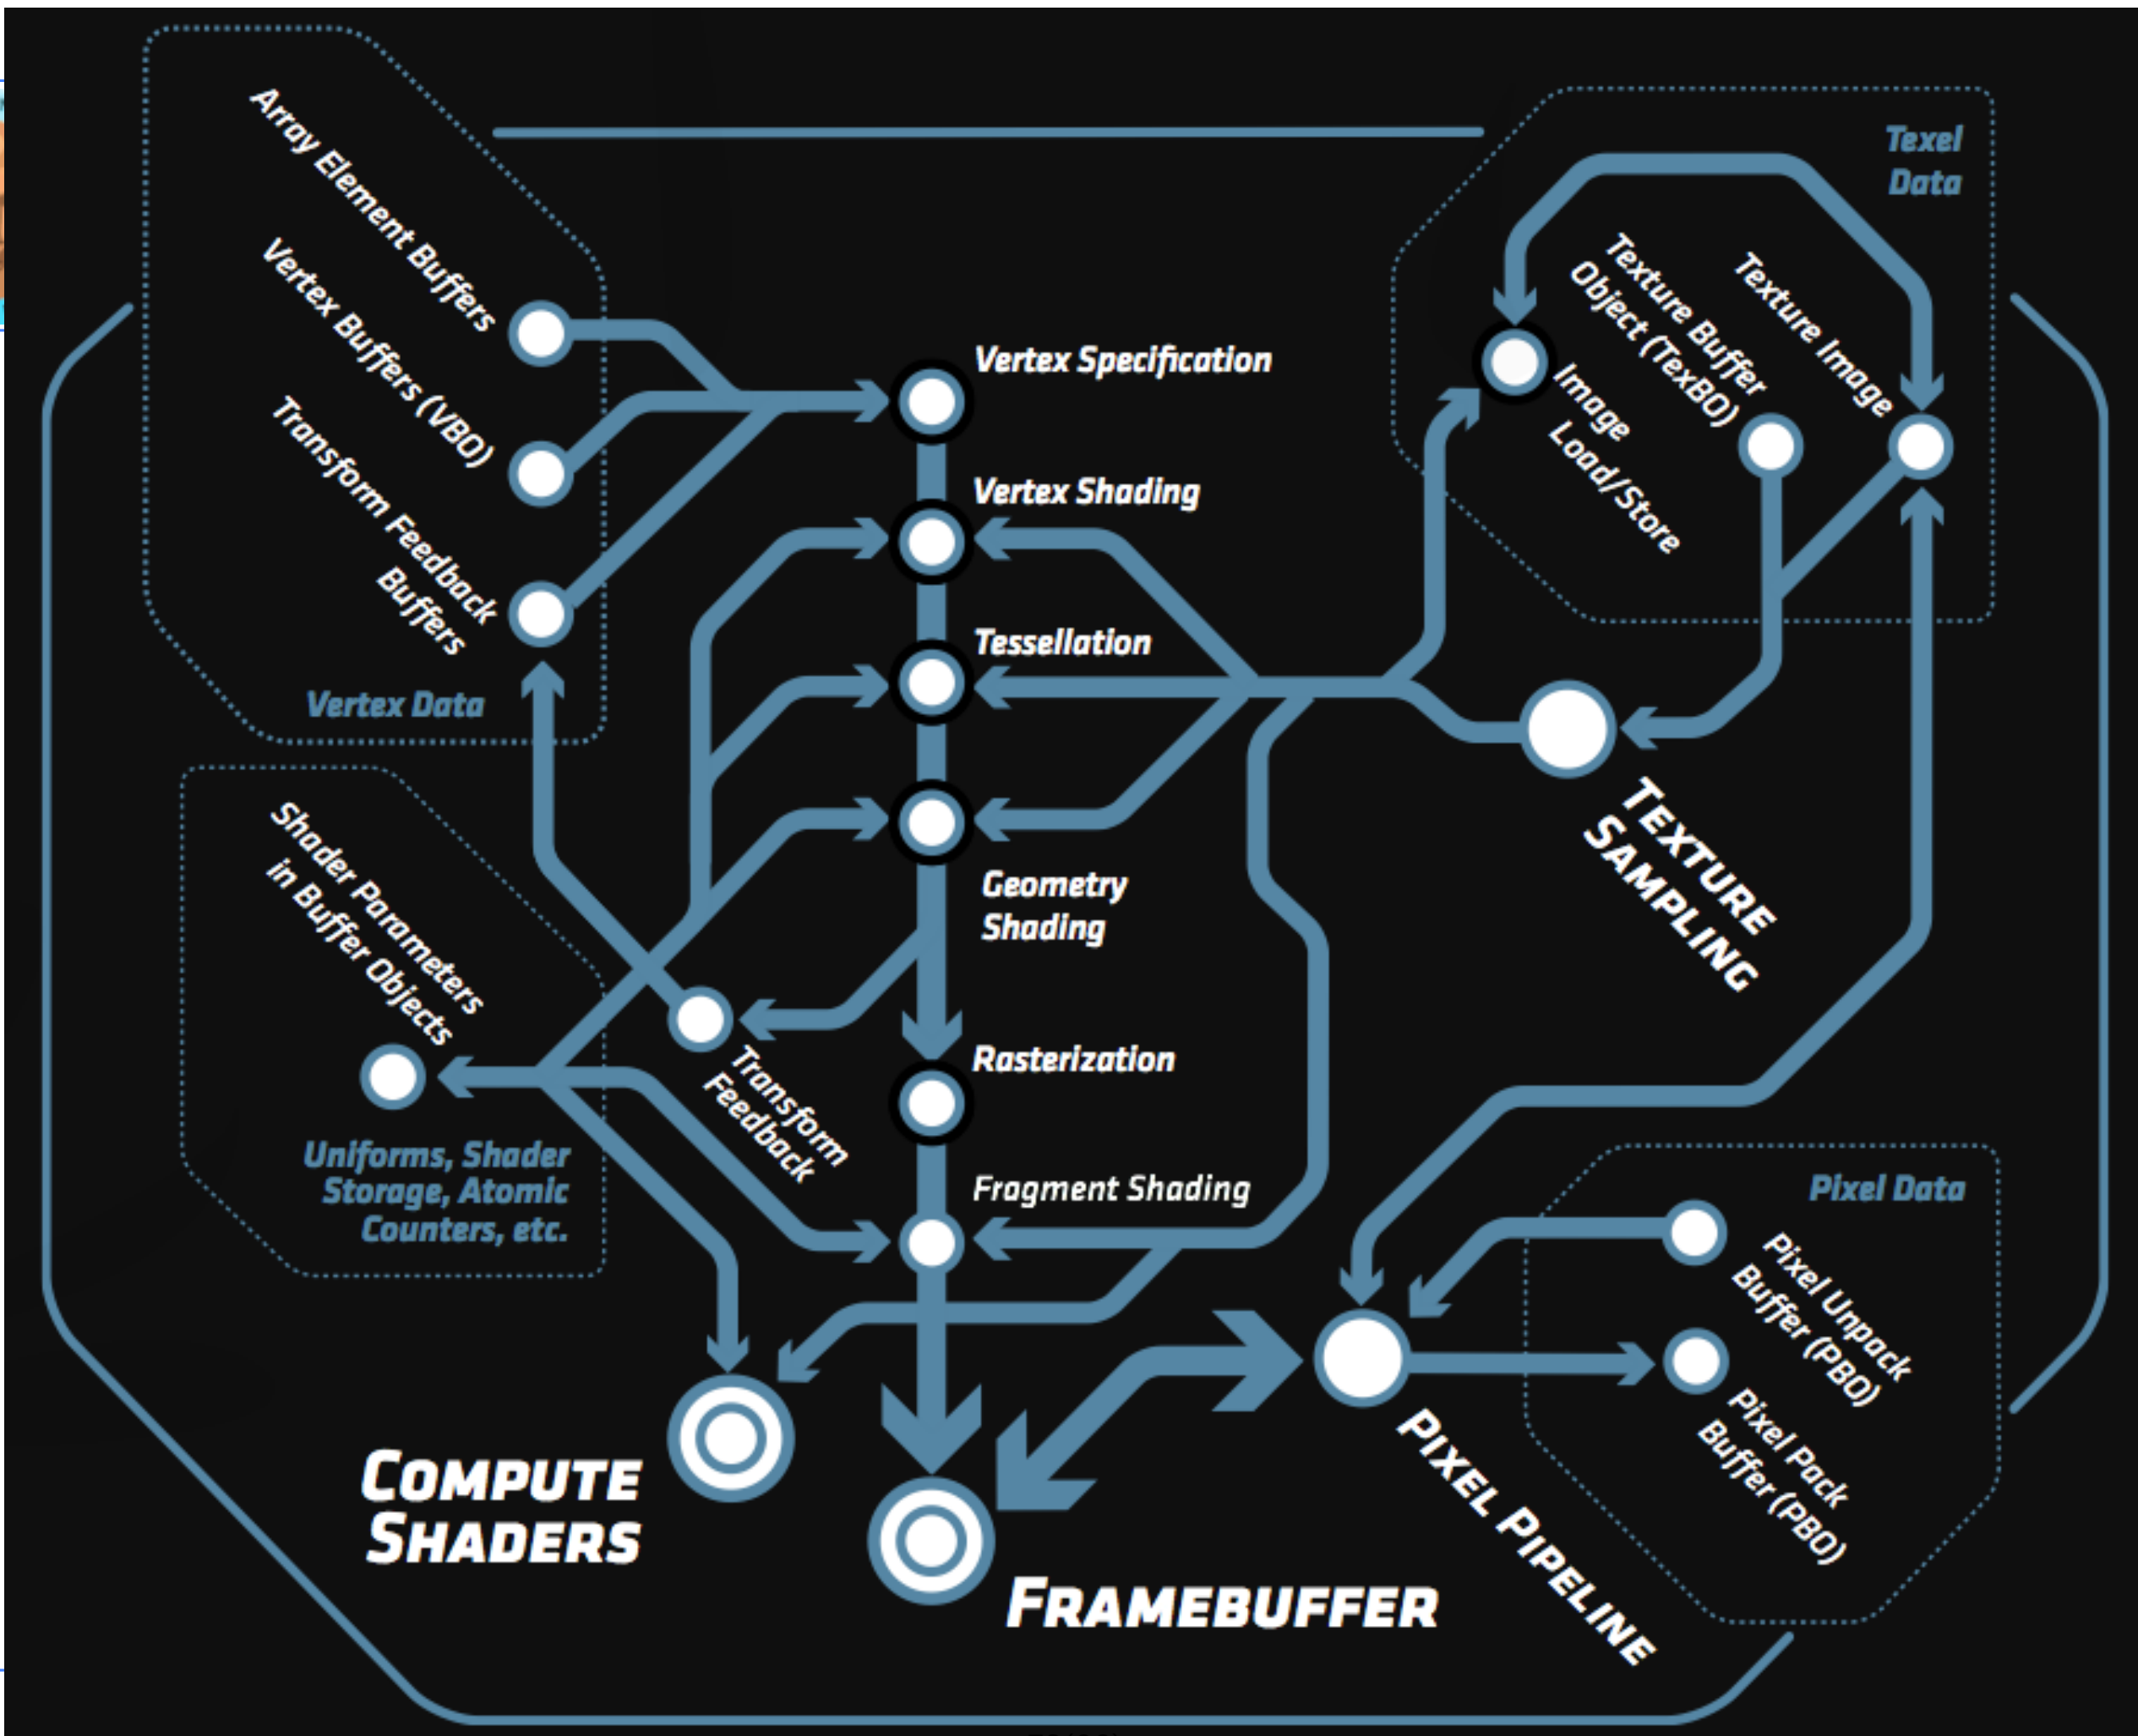 Array Element Buffers
Vertex Buffers (VBO)
Transform Feedback
Buffers
Vertex Data
Vertex Specification
Vertex Shading
Tessellation
Geometry
Shading
Rasterization
Fragment Shading
Transform
Feedback
Shader Parameters
in Buffer Objects
Uniforms, Shader
Storage, Atomic
Counters, etc.
Texel
Data
Texture Image
Texture Buffer
Object (TexBO)
Image
Load/Store
TEXTURE
SAMPLING
Pixel Data
Pixel Unpack
Buffer (PBO)
Pixel Pack
Buffer (PBO)
PIXEL PIPELINE
COMPUTE
SHADERS
FRAMEBUFFER